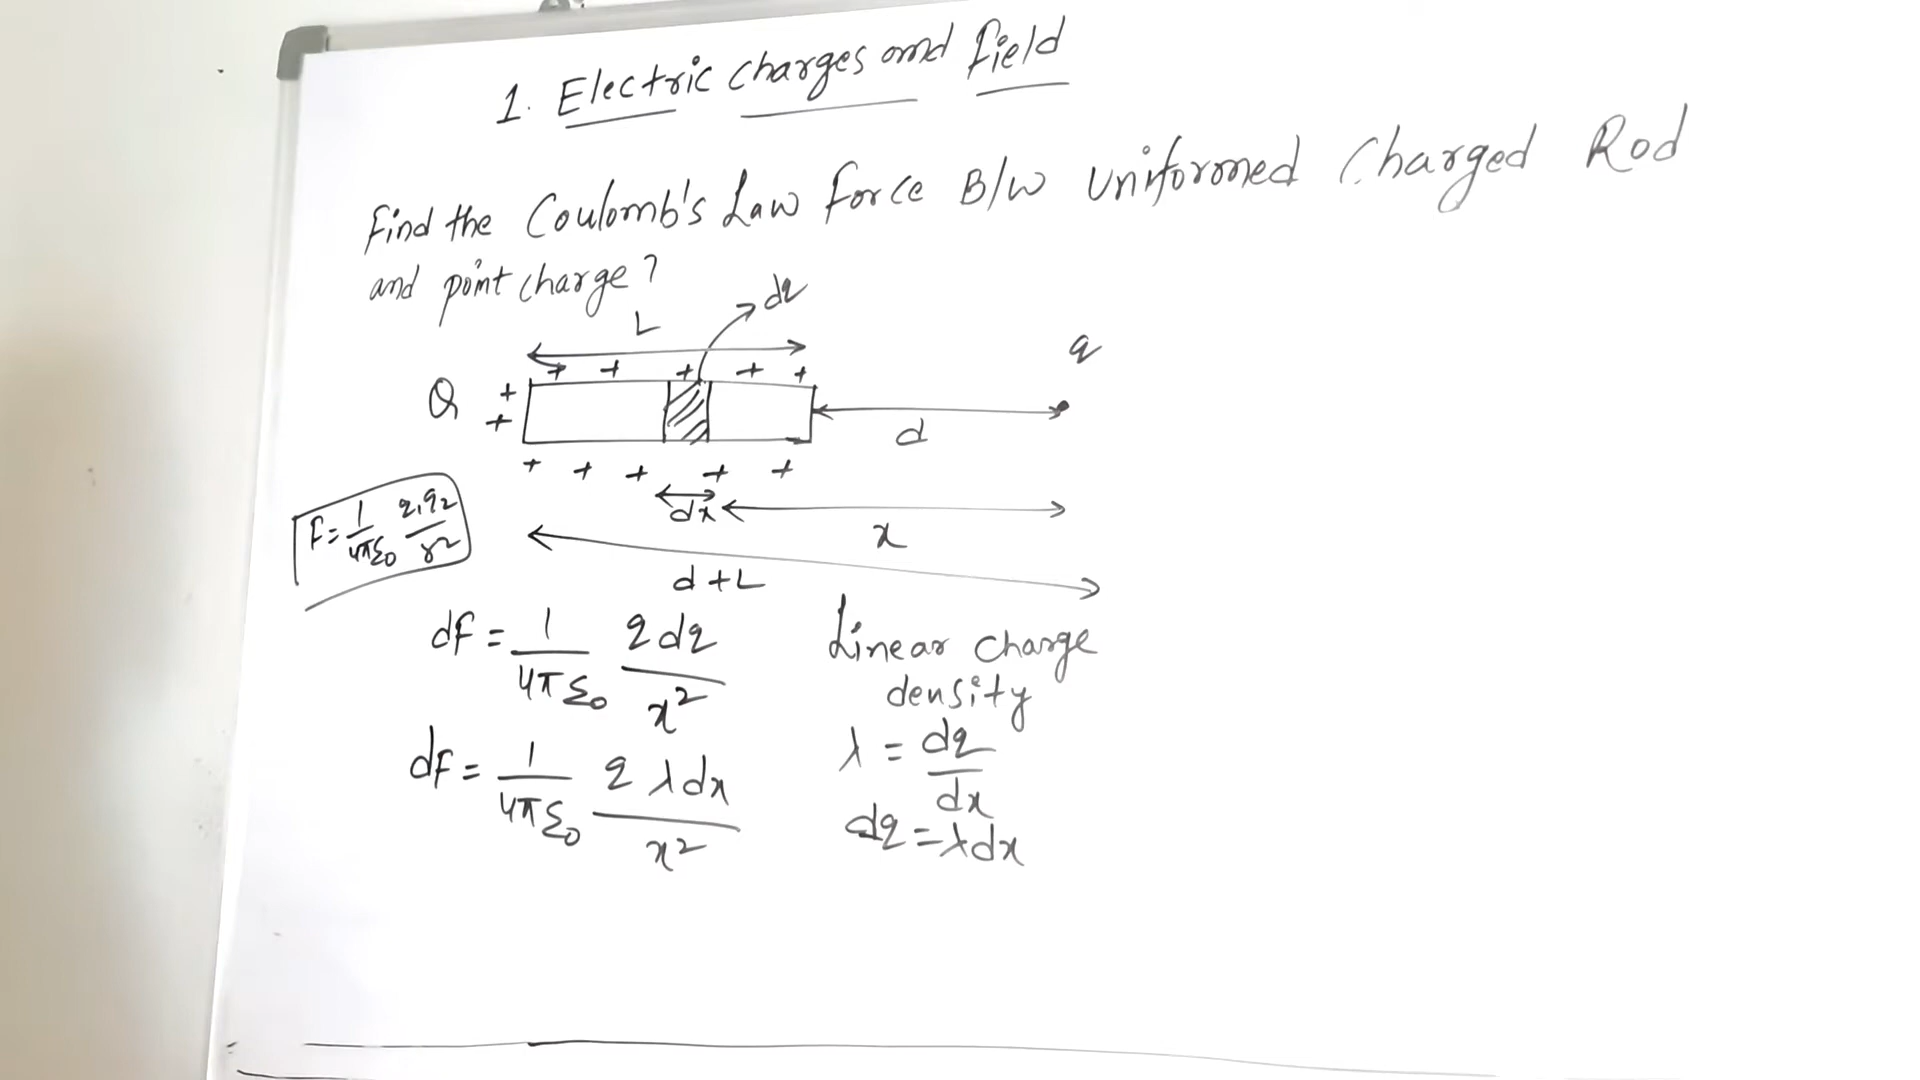 1. Electric charges and field
Find the Coulomb's Law force B/w Uniformed Charged Rod
and point charge?
dq
L
q
+ + + + +
Q
+
+
d
+ + + + +
dx
x
F = 1/4πε0 q1q2/r²
d+L
dF = 1/4πε0 q dq/x²
Linear charge
density
dF = 1/4πε0 q λdx/x²
λ = dq/dx
dq = λdx